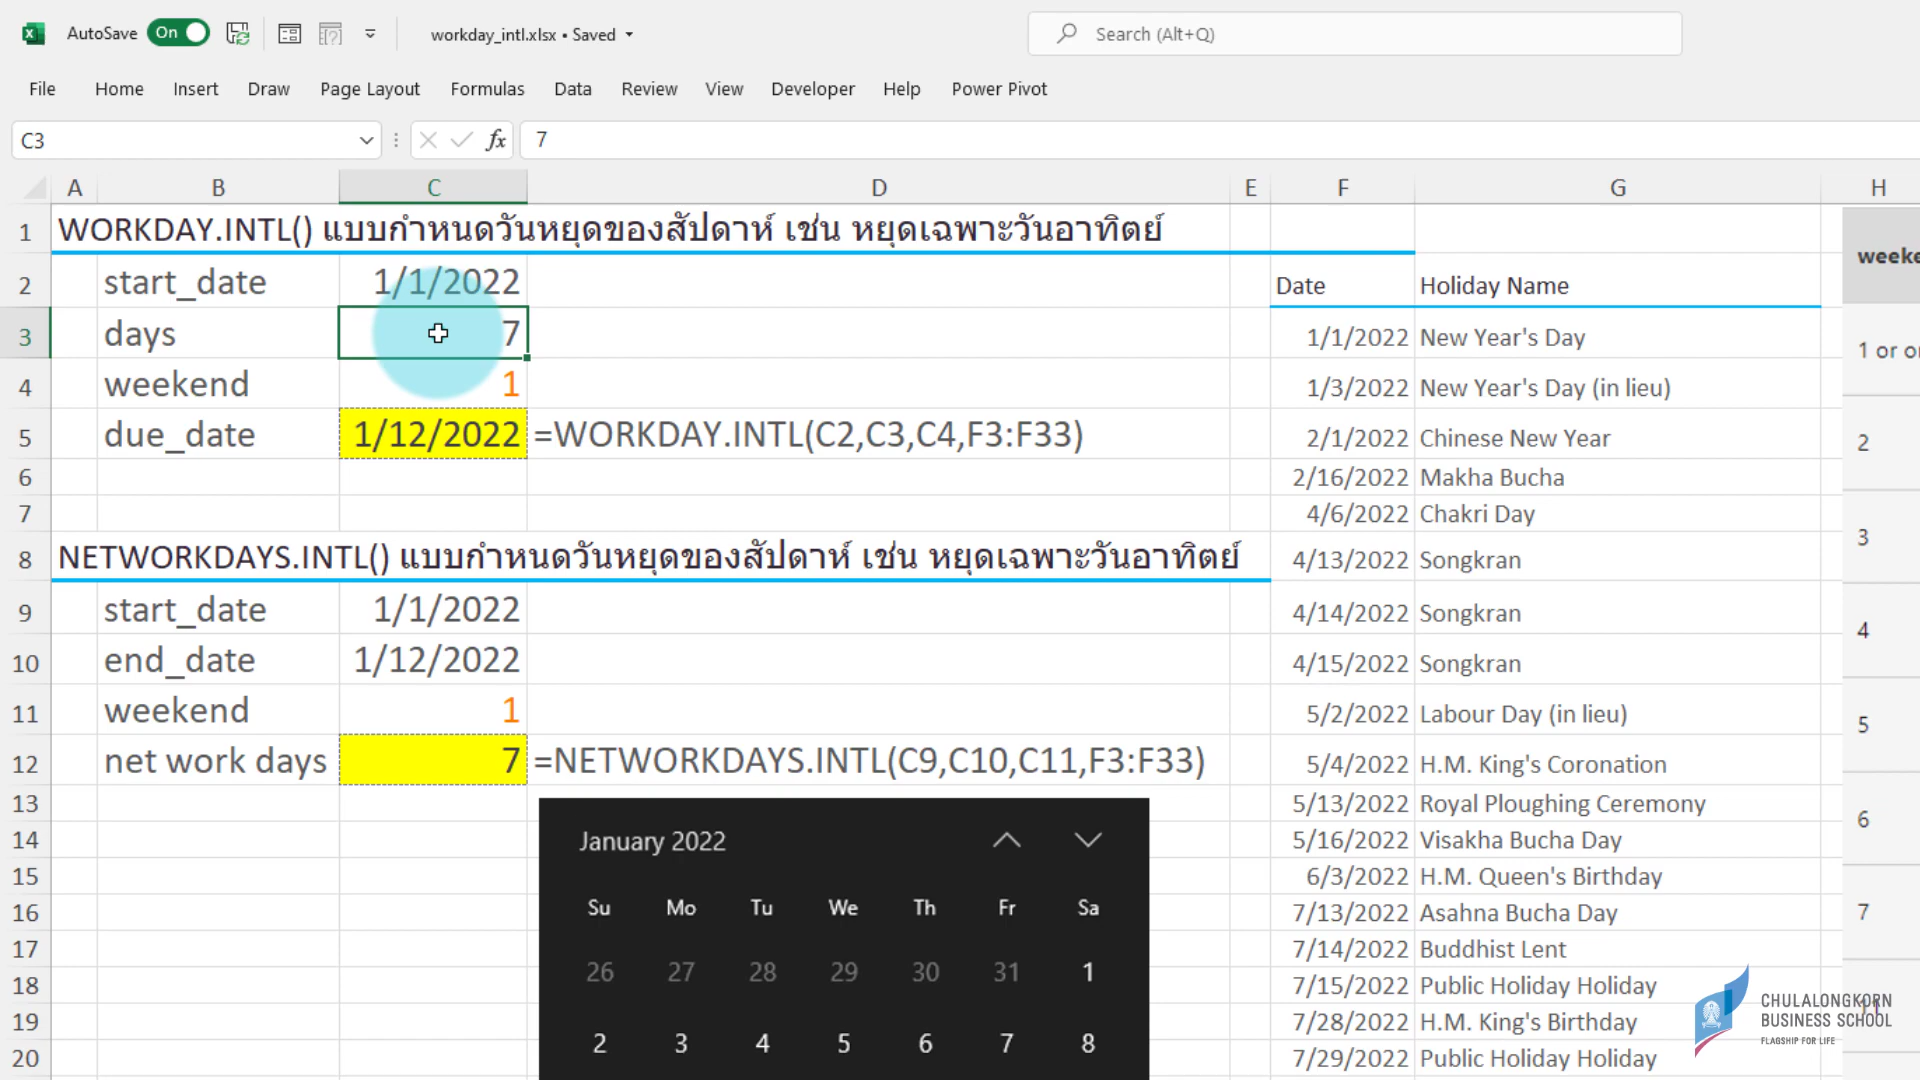 AutoSave On workday_intl.xlsx • Saved Search (Alt+Q)
File Home Insert Draw Page Layout Formulas Data Review View Developer Help Power Pivot
C3 fx 7
A B C D E F G H
1 WORKDAY.INTL() แบบกำหนดวันหยุดของสัปดาห์ เช่น หยุดเฉพาะวันอาทิตย์
2 start_date 1/1/2022 Date Holiday Name
3 days 7 1/1/2022 New Year's Day 1 or
4 weekend 1 1/3/2022 New Year's Day (in lieu)
5 due_date 1/12/2022 =WORKDAY.INTL(C2,C3,C4,F3:F33) 2/1/2022 Chinese New Year 2
6 2/16/2022 Makha Bucha
7 4/6/2022 Chakri Day
8 NETWORKDAYS.INTL() แบบกำหนดวันหยุดของสัปดาห์ เช่น หยุดเฉพาะวันอาทิตย์ 4/13/2022 Songkran 3
9 start_date 1/1/2022 4/14/2022 Songkran 4
10 end_date 1/12/2022 4/15/2022 Songkran
11 weekend 1 5/2/2022 Labour Day (in lieu) 5
12 net work days 7 =NETWORKDAYS.INTL(C9,C10,C11,F3:F33) 5/4/2022 H.M. King's Coronation
13 5/13/2022 Royal Ploughing Ceremony 6
14 January 2022 5/16/2022 Visakha Bucha Day
15 6/3/2022 H.M. Queen's Birthday
16 Su Mo Tu We Th Fr Sa 7/13/2022 Asahna Bucha Day 7
17 7/14/2022 Buddhist Lent
18 26 27 28 29 30 31 1 7/15/2022 Public Holiday Holiday
19 7/28/2022 H.M. King's Birthday
20 2 3 4 5 6 7 8 7/29/2022 Public Holiday Holiday
CHULALONGKORN
BUSINESS SCHOOL
FLAGSHIP FOR LIFE